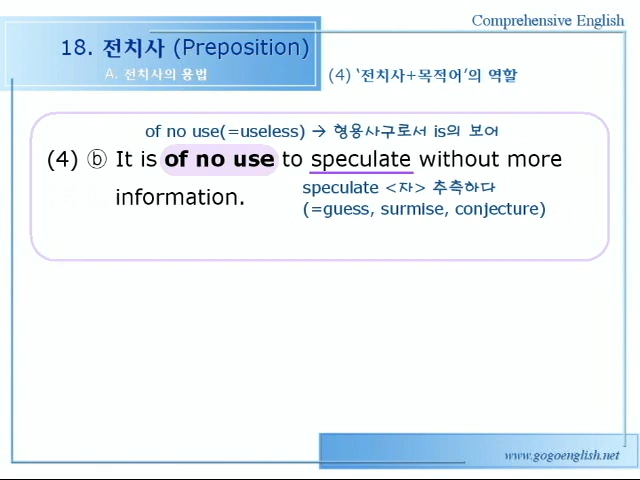 Comprehensive English
18. 전치사 (Preposition)
A. 전치사의 용법
(4) ‘전치사+목적어’의 역할
of no use(=useless) → 형용사구로서 is의 보어
(4) ⓑ It is of no use to speculate without more
information.
speculate <자> 추측하다
(=guess, surmise, conjecture)
www.gogoenglish.net